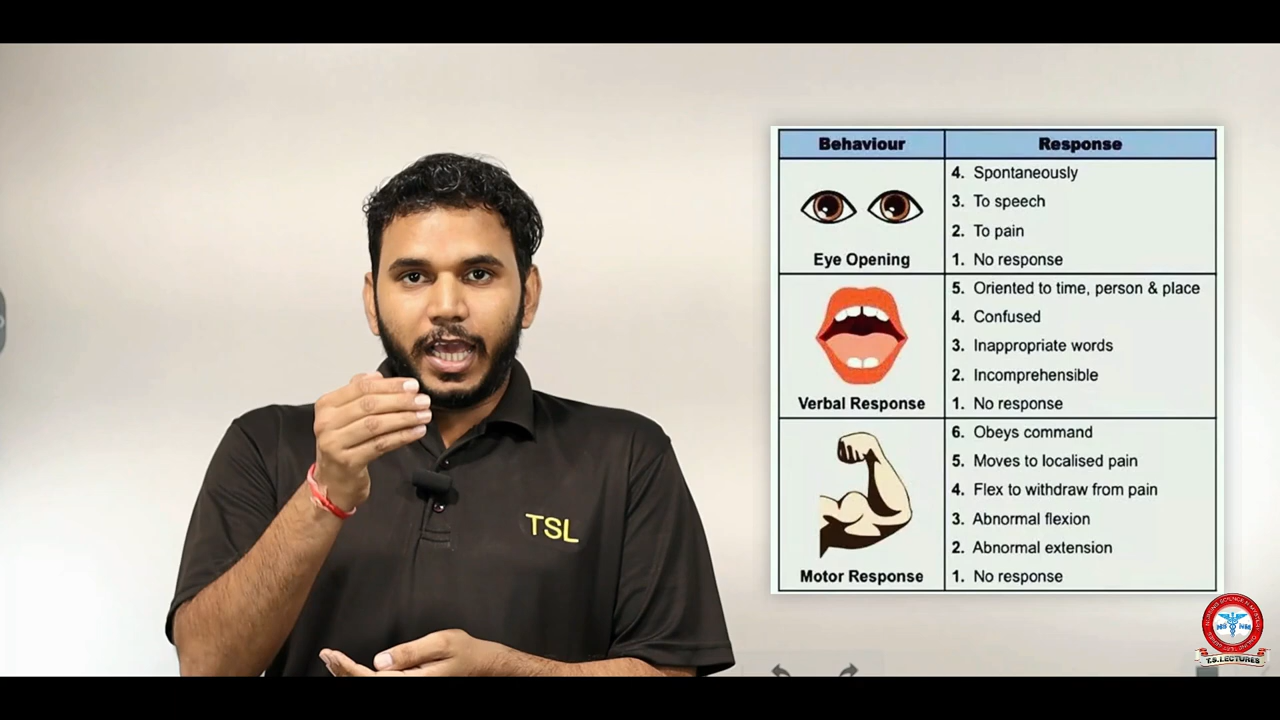 Behaviour Response
4. Spontaneously
3. To speech
2. To pain
1. No response
Eye Opening
5. Oriented to time, person & place
4. Confused
3. Inappropriate words
2. Incomprehensible
1. No response
Verbal Response
6. Obeys command
5. Moves to localised pain
4. Flex to withdraw from pain
3. Abnormal flexion
2. Abnormal extension
1. No response
Motor Response
TSL
T.S.LECTURES